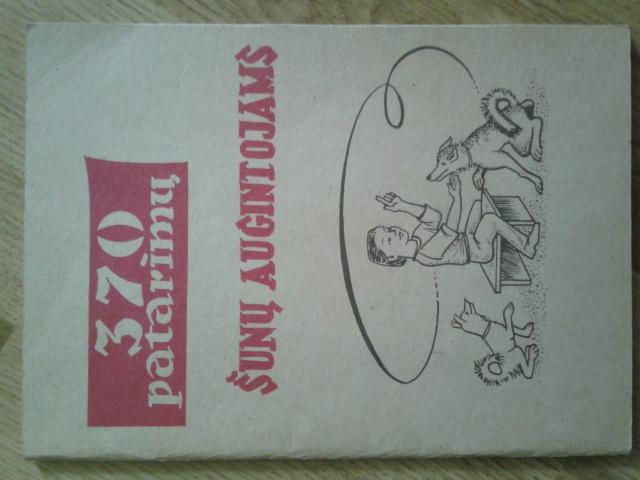 370
patarimų
ŠUNŲ AUGINTOJAMS